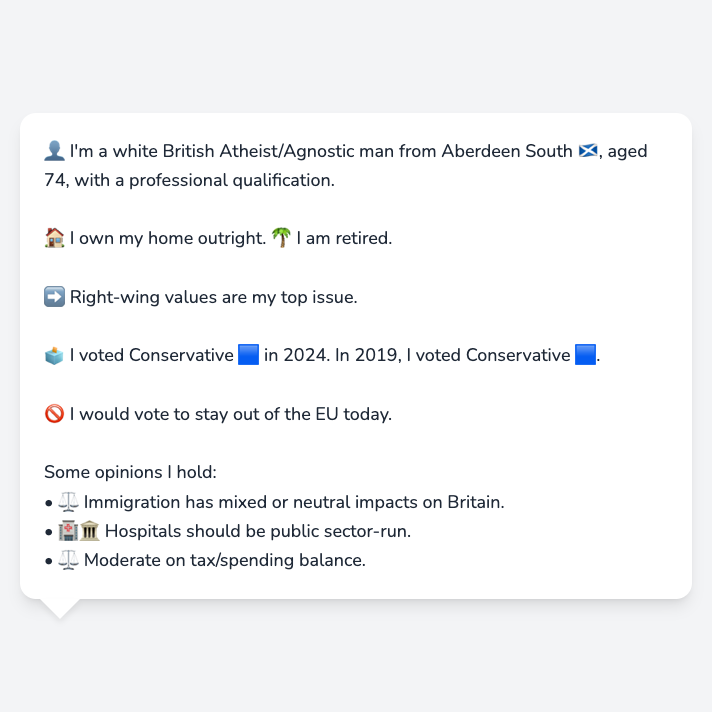 👤 I'm a white British Atheist/Agnostic man from Aberdeen South 🏴󠁧󠁢󠁳󠁣󠁴󠁿, aged
74, with a professional qualification.
🏠 I own my home outright. 🌴 I am retired.
➡️ Right-wing values are my top issue.
🗳️ I voted Conservative 🟦 in 2024. In 2019, I voted Conservative 🟦.
🚫 I would vote to stay out of the EU today.
Some opinions I hold:
• ⚖️ Immigration has mixed or neutral impacts on Britain.
• 🏥🏛️ Hospitals should be public sector-run.
• ⚖️ Moderate on tax/spending balance.